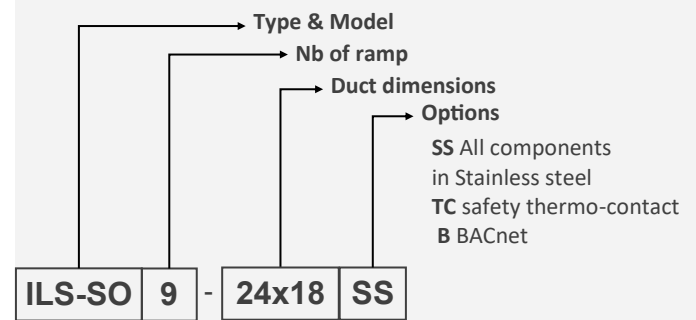 Type & Model
Nb of ramp
Duct dimensions
Options
SS All components
in Stainless steel
TC safety thermo-contact
B BACnet
ILS-SO 9 - 24x18 SS